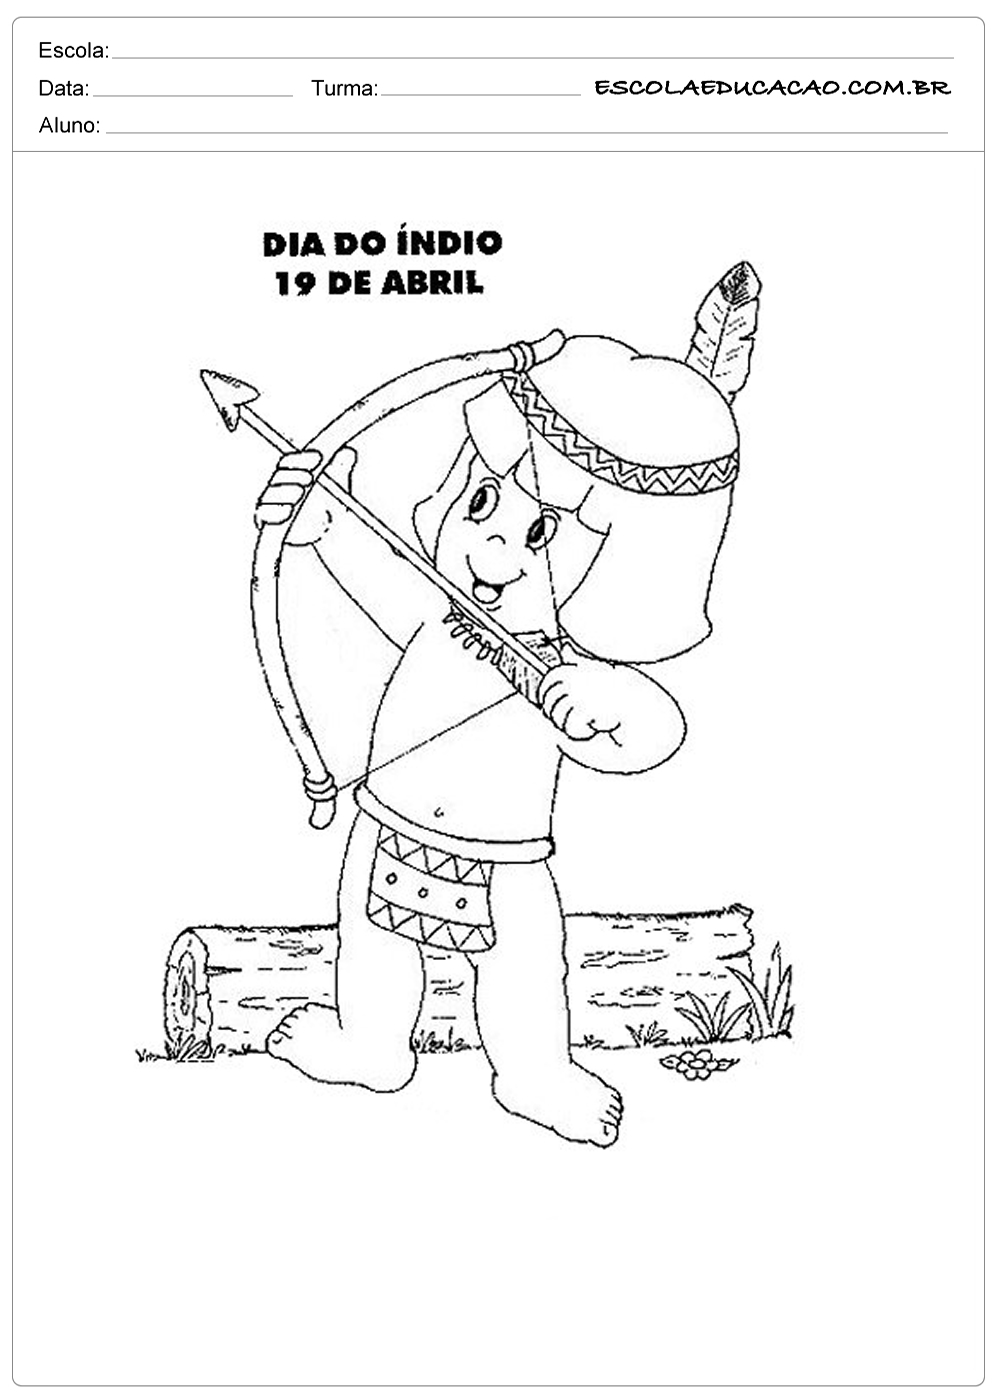 Escola:
Data: Turma: ESCOLAEDUCACAO.COM.BR
Aluno:
DIA DO ÍNDIO
19 DE ABRIL